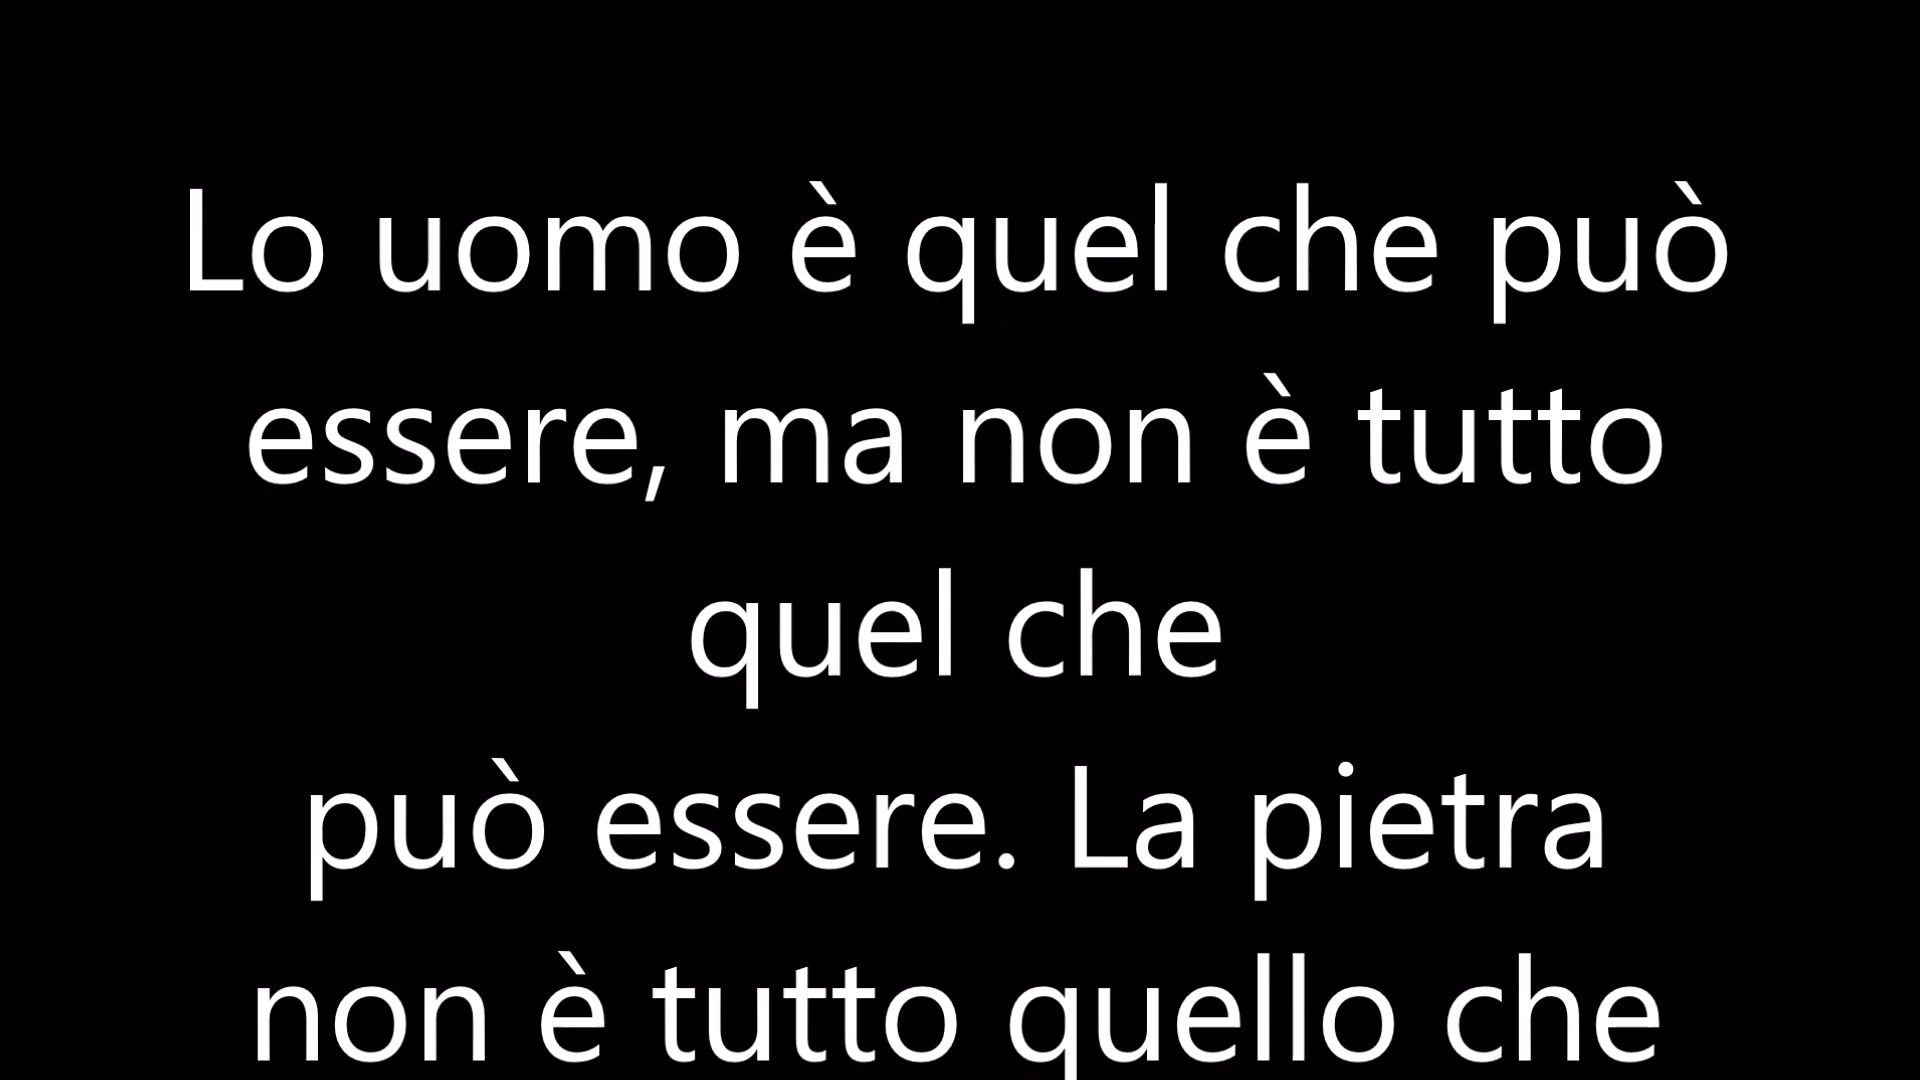 Lo uomo è quel che può
essere, ma non è tutto
quel che
può essere. La pietra
non è tutto quello che